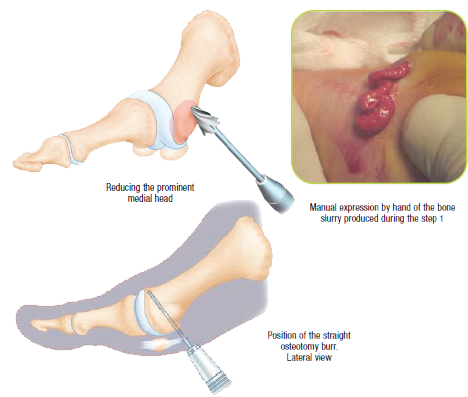 Reducing the prominent
medial head
Manual expression by hand of the bone
slurry produced during the step 1
Position of the straight
osteotomy burr.
Lateral view